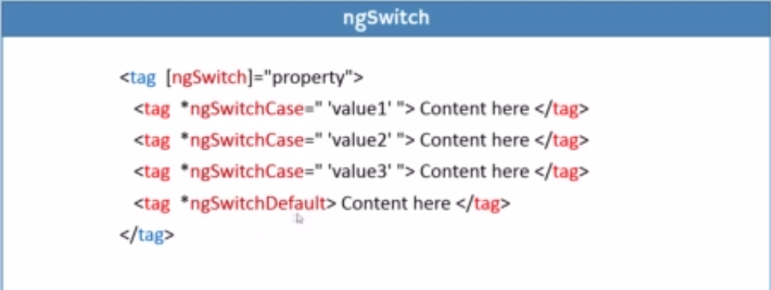 ngSwitch
<tag [ngSwitch]="property">
<tag *ngSwitchCase=" 'value1' "> Content here </tag>
<tag *ngSwitchCase=" 'value2' "> Content here </tag>
<tag *ngSwitchCase=" 'value3' "> Content here </tag>
<tag *ngSwitchDefault> Content here </tag>
</tag>